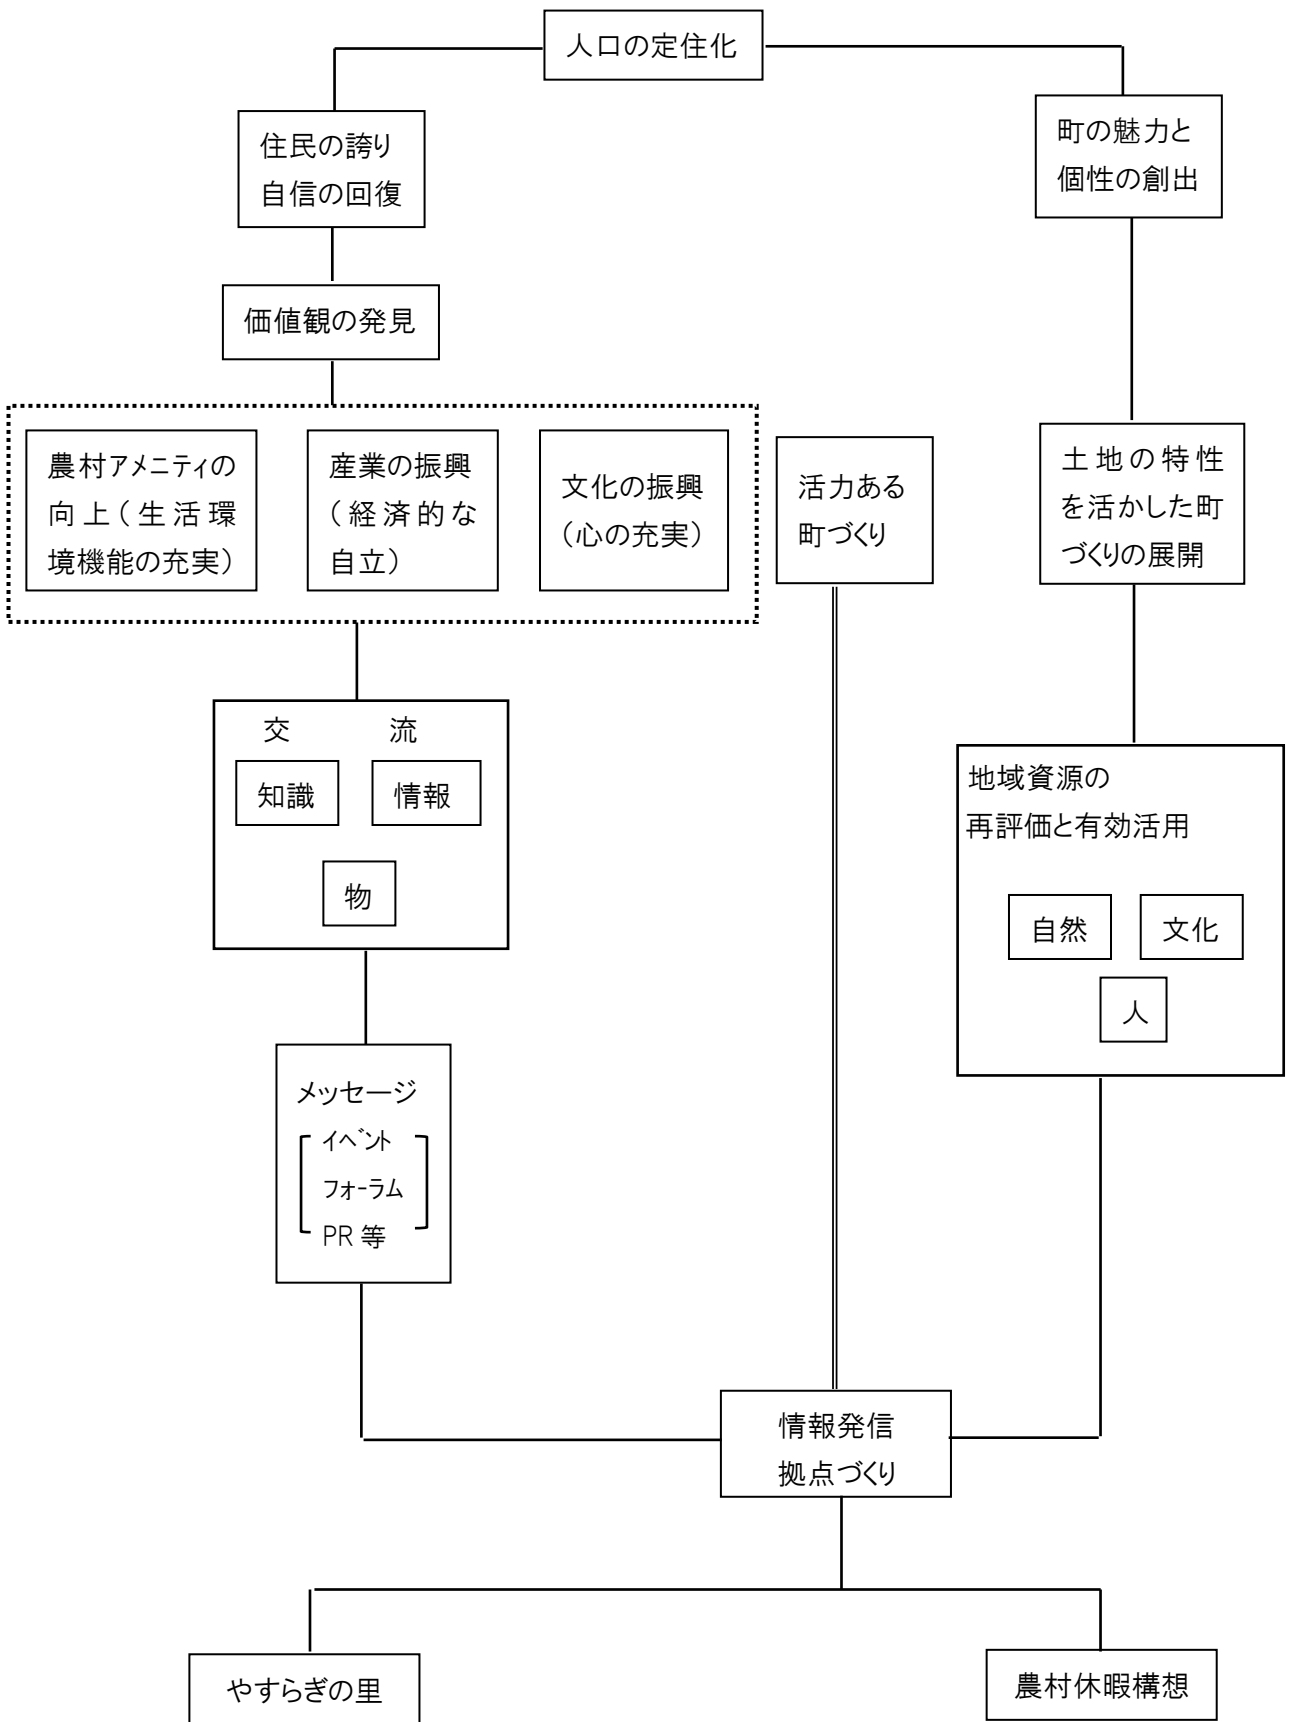 人口の定住化
住民の誇り
自信の回復
町の魅力と
個性の創出
価値観の発見
農村アメニティの
向上（生活環
境機能の充実）
産業の振興
（経済的な
自立）
文化の振興
（心の充実）
活力ある
町づくり
土地の特性
を活かした町
づくりの展開
交 流
知識
情報
物
地域資源の
再評価と有効活用
自然
文化
人
メッセージ
イベント
フォーラム
PR 等
情報発信
拠点づくり
やすらぎの里
農村休暇構想